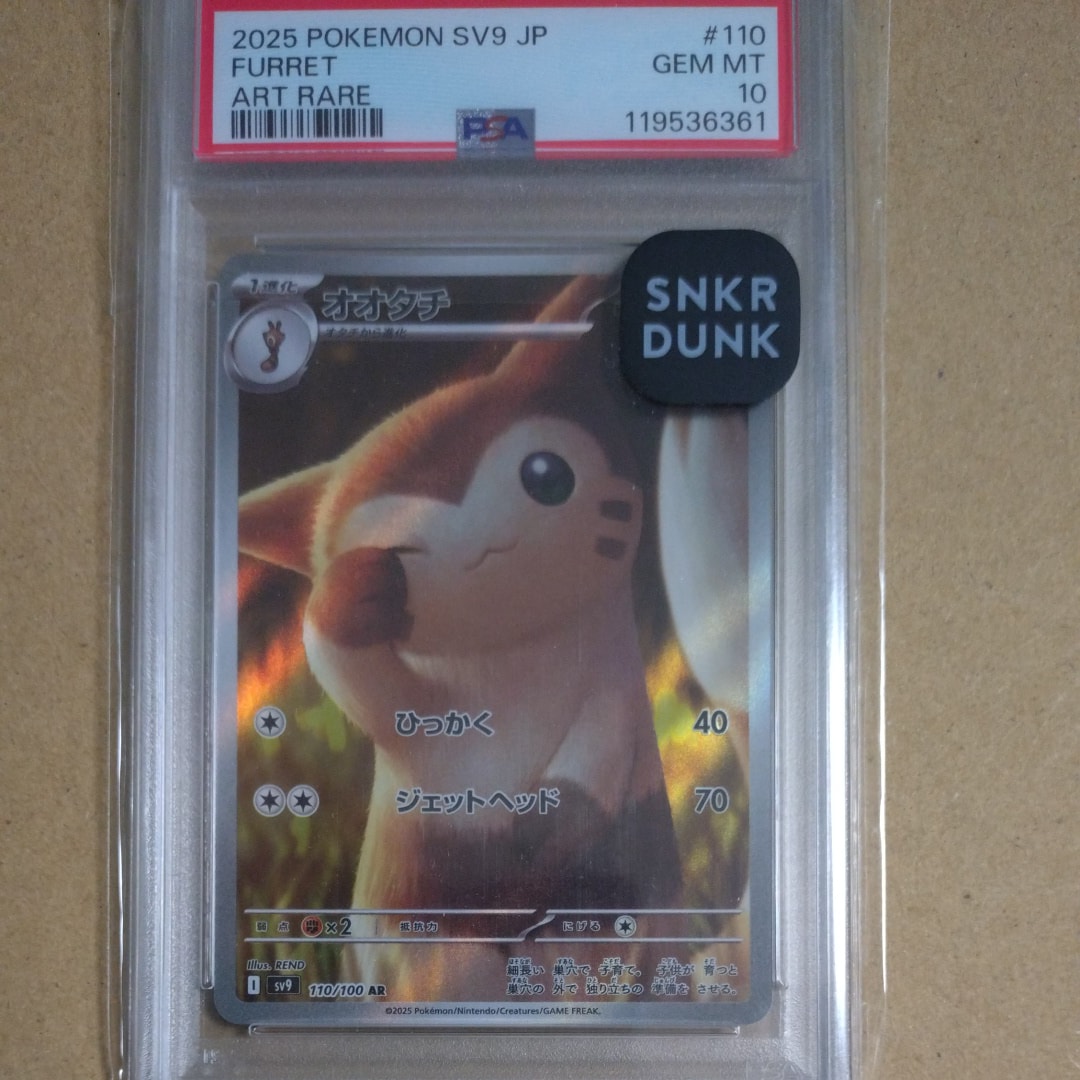 2025 POKEMON SV9 JP #110
FURRET GEM MT
ART RARE 10
PSA 119536361
SNKR
DUNK
1進化 オオタチ
オタチから進化
ひっかく 40
ジェットヘッド 70
弱点 ×2 抵抗力 にげる
Illus. REND
細長い 巣穴で 子育て。 子供が 育つと
巣穴の 外で 独り立ちの 準備を させる。
I sv9 110/100 AR
©2025 Pokémon/Nintendo/Creatures/GAME FREAK.